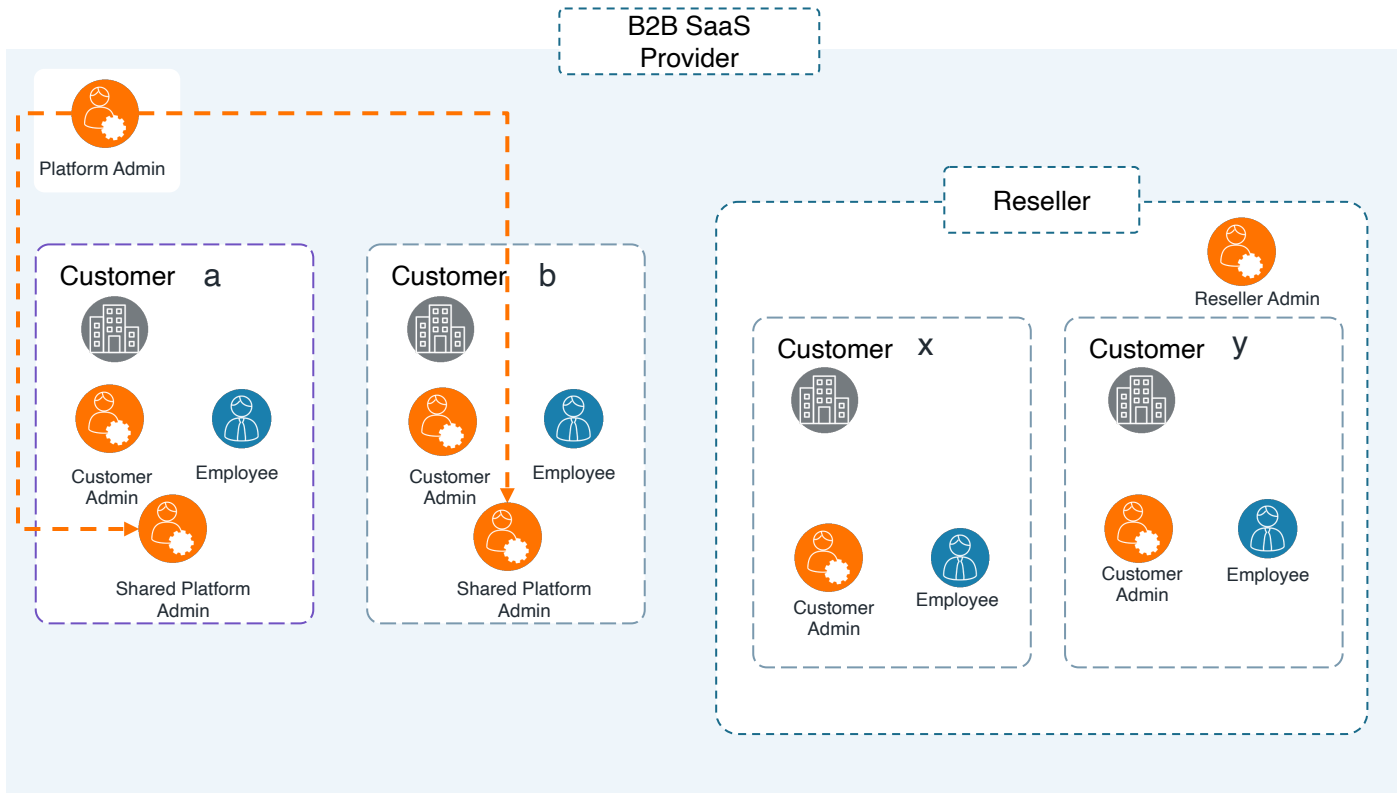 B2B SaaS
Provider
Platform Admin
Customer a
Customer Admin
Employee
Shared Platform
Admin
Customer b
Customer
Admin
Employee
Shared Platform
Admin
Reseller
Reseller Admin
Customer x
Customer
Admin
Employee
Customer y
Customer
Admin
Employee